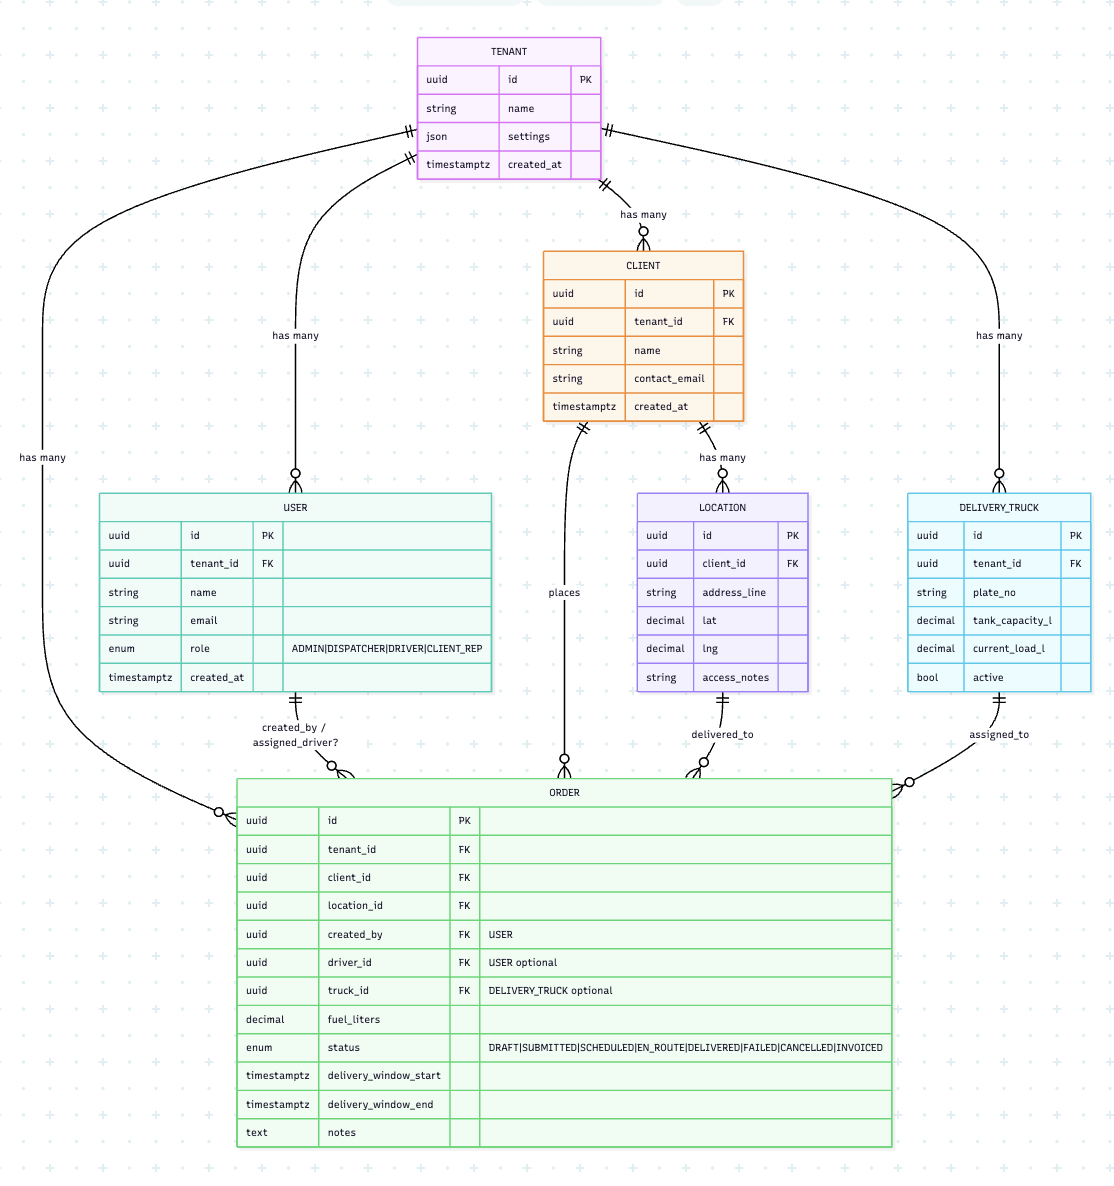 TENANT
uuid id PK
string name
json settings
timestamptz created_at
has many
CLIENT
uuid id PK
uuid tenant_id FK
string name
string contact_email
timestamptz created_at
has many
has many
has many
has many
USER
uuid id PK
uuid tenant_id FK
string name
string email
enum role ADMIN|DISPATCHER|DRIVER|CLIENT_REP
timestamptz created_at
places
LOCATION
uuid id PK
uuid client_id FK
string address_line
decimal lat
decimal lng
string access_notes
DELIVERY_TRUCK
uuid id PK
uuid tenant_id FK
string plate_no
decimal tank_capacity_l
decimal current_load_l
bool active
created_by /
assigned_driver?
delivered_to
assigned_to
ORDER
uuid id PK
uuid tenant_id FK
uuid client_id FK
uuid location_id FK
uuid created_by FK USER
uuid driver_id FK USER optional
uuid truck_id FK DELIVERY_TRUCK optional
decimal fuel_liters
enum status DRAFT|SUBMITTED|SCHEDULED|EN_ROUTE|DELIVERED|FAILED|CANCELLED|INVOICED
timestamptz delivery_window_start
timestamptz delivery_window_end
text notes